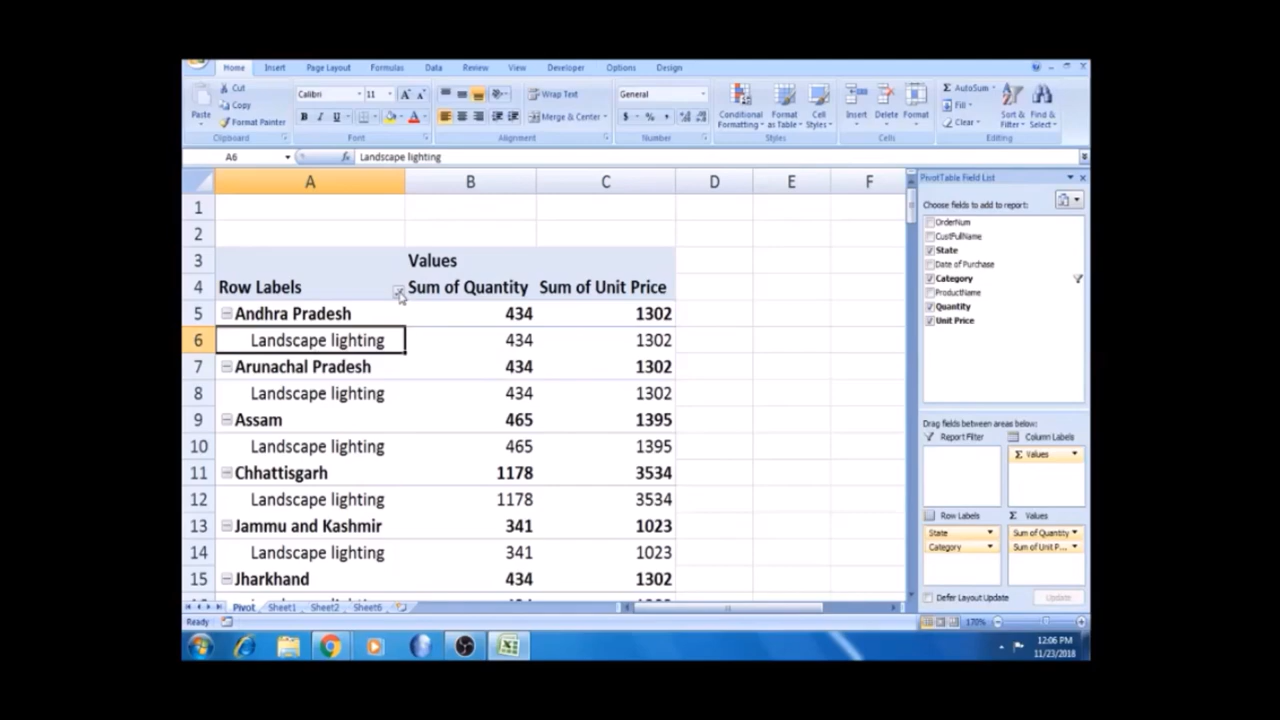 Home Insert Page Layout Formulas Data Review View Developer Options Design
Cut
Copy
Format Painter
Paste
Clipboard
Calibri 11
B I U
Font
Wrap Text
Merge & Center
Alignment
General
$ % ,
Number
Conditional Formatting
Format as Table
Cell Styles
Styles
Insert Delete Format
Cells
Σ AutoSum
Fill
Clear
Sort & Filter
Find & Select
Editing
A6 fx Landscape lighting
A B C D E F
1
2
3 Values
4 Row Labels Sum of Quantity Sum of Unit Price
5 Andhra Pradesh 434 1302
6 Landscape lighting 434 1302
7 Arunachal Pradesh 434 1302
8 Landscape lighting 434 1302
9 Assam 465 1395
10 Landscape lighting 465 1395
11 Chhattisgarh 1178 3534
12 Landscape lighting 1178 3534
13 Jammu and Kashmir 341 1023
14 Landscape lighting 341 1023
15 Jharkhand 434 1302
PivotTable Field List
Choose fields to add to report:
OrderNum
CustFullName
State
Date of Purchase
Category
ProductName
Quantity
Unit Price
Drag fields between areas below:
Report Filter Column Labels
Σ Values
Row Labels Σ Values
State Sum of Quantity
Category Sum of Unit P...
Defer Layout Update Update
Pivot Sheet1 Sheet2 Sheet6
Ready 170%
12:06 PM
11/23/2018